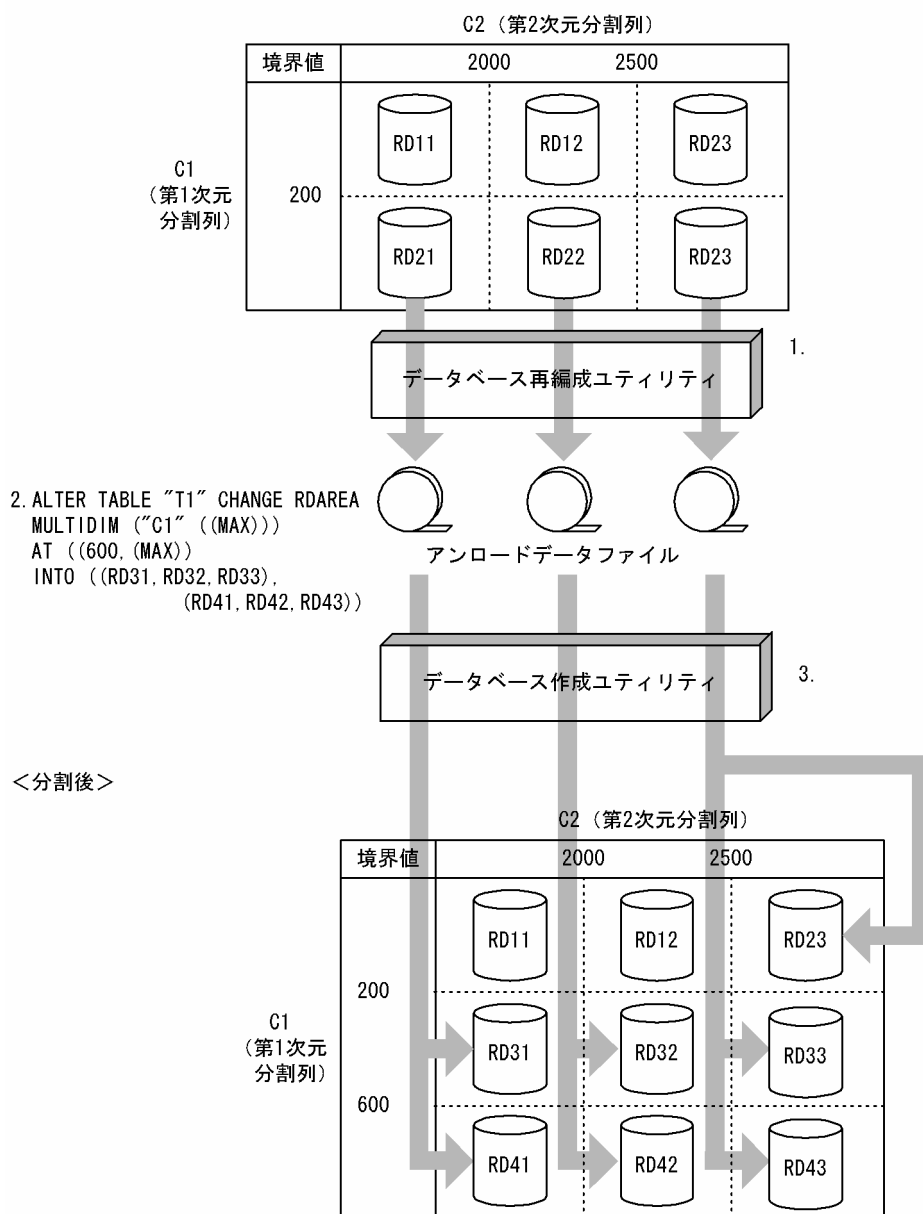 C2（第2次元分割列）
境界値 2000 2500
RD11 RD12 RD23
C1
（第1次元
分割列）
200
RD21 RD22 RD23
1.
データベース再編成ユティリティ
2. ALTER TABLE "T1" CHANGE RDAREA
MULTIDIM ("C1" ((MAX)))
AT ((600, (MAX))
INTO ((RD31, RD32, RD33),
(RD41, RD42, RD43))
アンロードデータファイル
データベース作成ユティリティ
3.
＜分割後＞
C2（第2次元分割列）
境界値 2000 2500
RD11 RD12 RD23
200
C1
（第1次元
分割列）
RD31 RD32 RD33
600
RD41 RD42 RD43